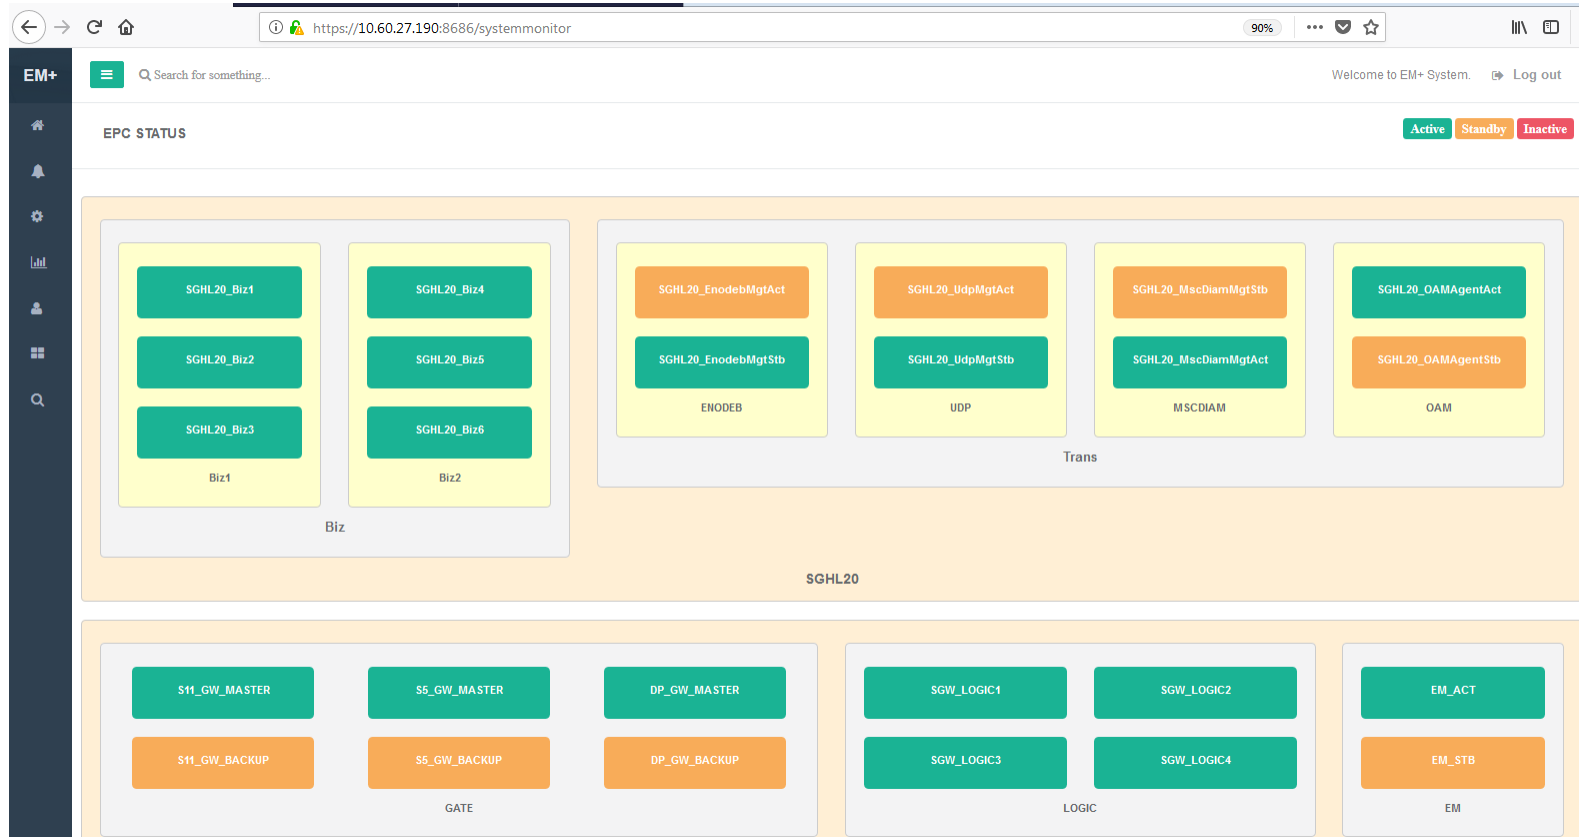 90%
https://10.60.27.190:8686/systemmonitor
EM+
Search for something...
Welcome to EM+ System.
Log out
EPC STATUS
Active Standby Inactive
SGHL20_Biz1
SGHL20_Biz2
SGHL20_Biz3
Biz1
SGHL20_Biz4
SGHL20_Biz5
SGHL20_Biz6
Biz2
Biz
SGHL20_EnodebMgtAct
SGHL20_EnodebMgtStb
ENODEB
SGHL20_UdpMgtAct
SGHL20_UdpMgtStb
UDP
SGHL20_MscDiamMgtStb
SGHL20_MscDiamMgtAct
MSCDIAM
SGHL20_OAMAgentAct
SGHL20_OAMAgentStb
OAM
Trans
SGHL20
S11_GW_MASTER
S5_GW_MASTER
DP_GW_MASTER
S11_GW_BACKUP
S5_GW_BACKUP
DP_GW_BACKUP
GATE
SGW_LOGIC1
SGW_LOGIC2
SGW_LOGIC3
SGW_LOGIC4
LOGIC
EM_ACT
EM_STB
EM